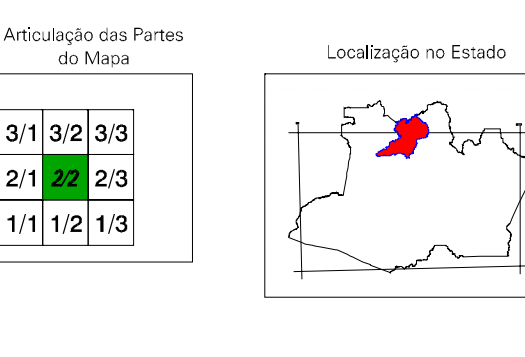 Articulação das Partes
do Mapa
3/1 3/2 3/3
2/1 2/2 2/3
1/1 1/2 1/3
Localização no Estado